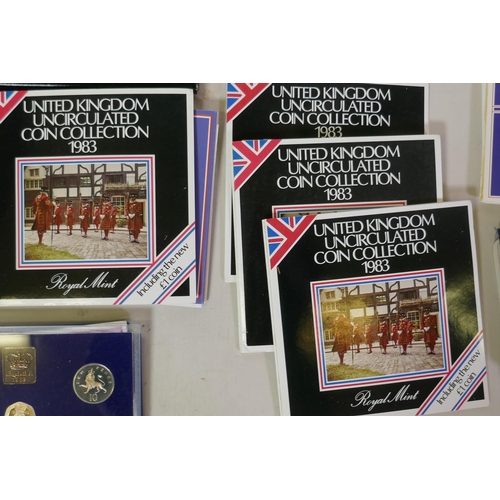 UNITED KINGDOM
UNCIRCULATED
COIN COLLECTION
1983
Royal Mint
Including the new
£1 coin
UNITED KINGDOM
UNCIRCULATED
COIN COLLECTION
1983
UNITED KINGDOM
UNCIRCULATED
COIN COLLECTION
1983
UNITED KINGDOM
UNCIRCULATED
COIN COLLECTION
1983
Royal Mint
Including the new
£1 coin
10